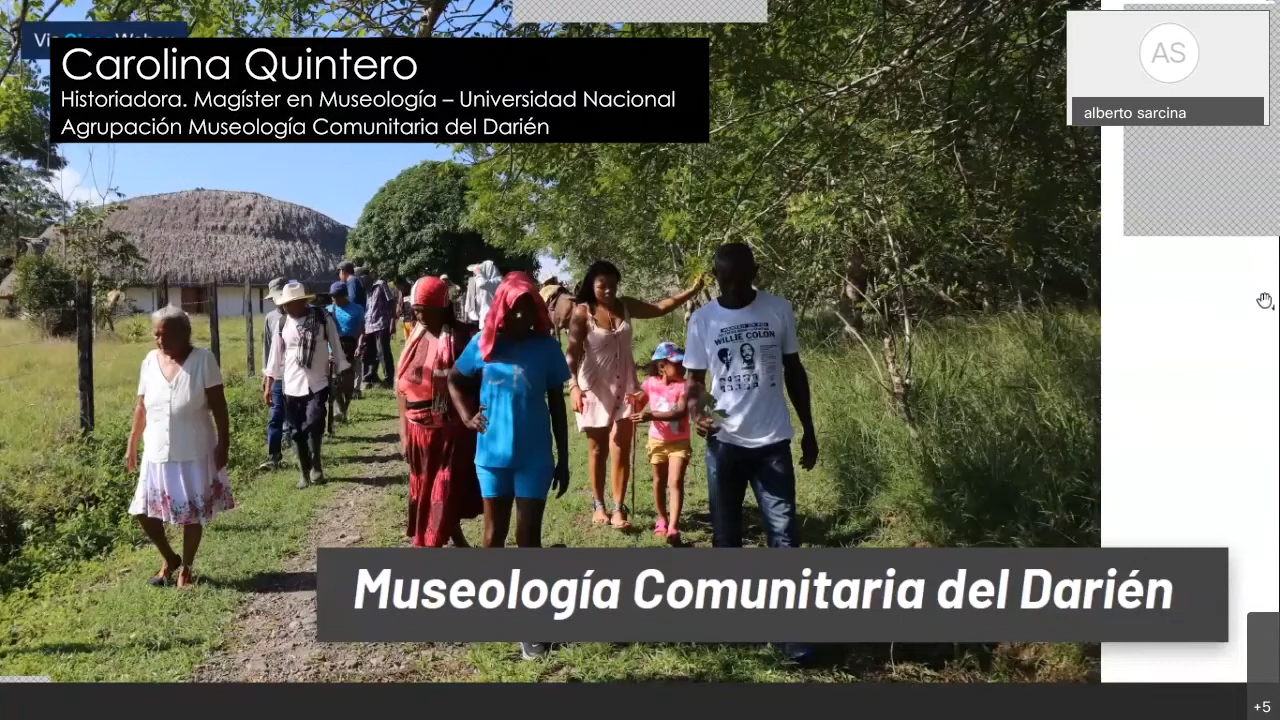 Carolina Quintero
Historiadora. Magíster en Museología – Universidad Nacional
Agrupación Museología Comunitaria del Darién
AS
alberto sarcina
WILLIE COLON
Museología Comunitaria del Darién
+5